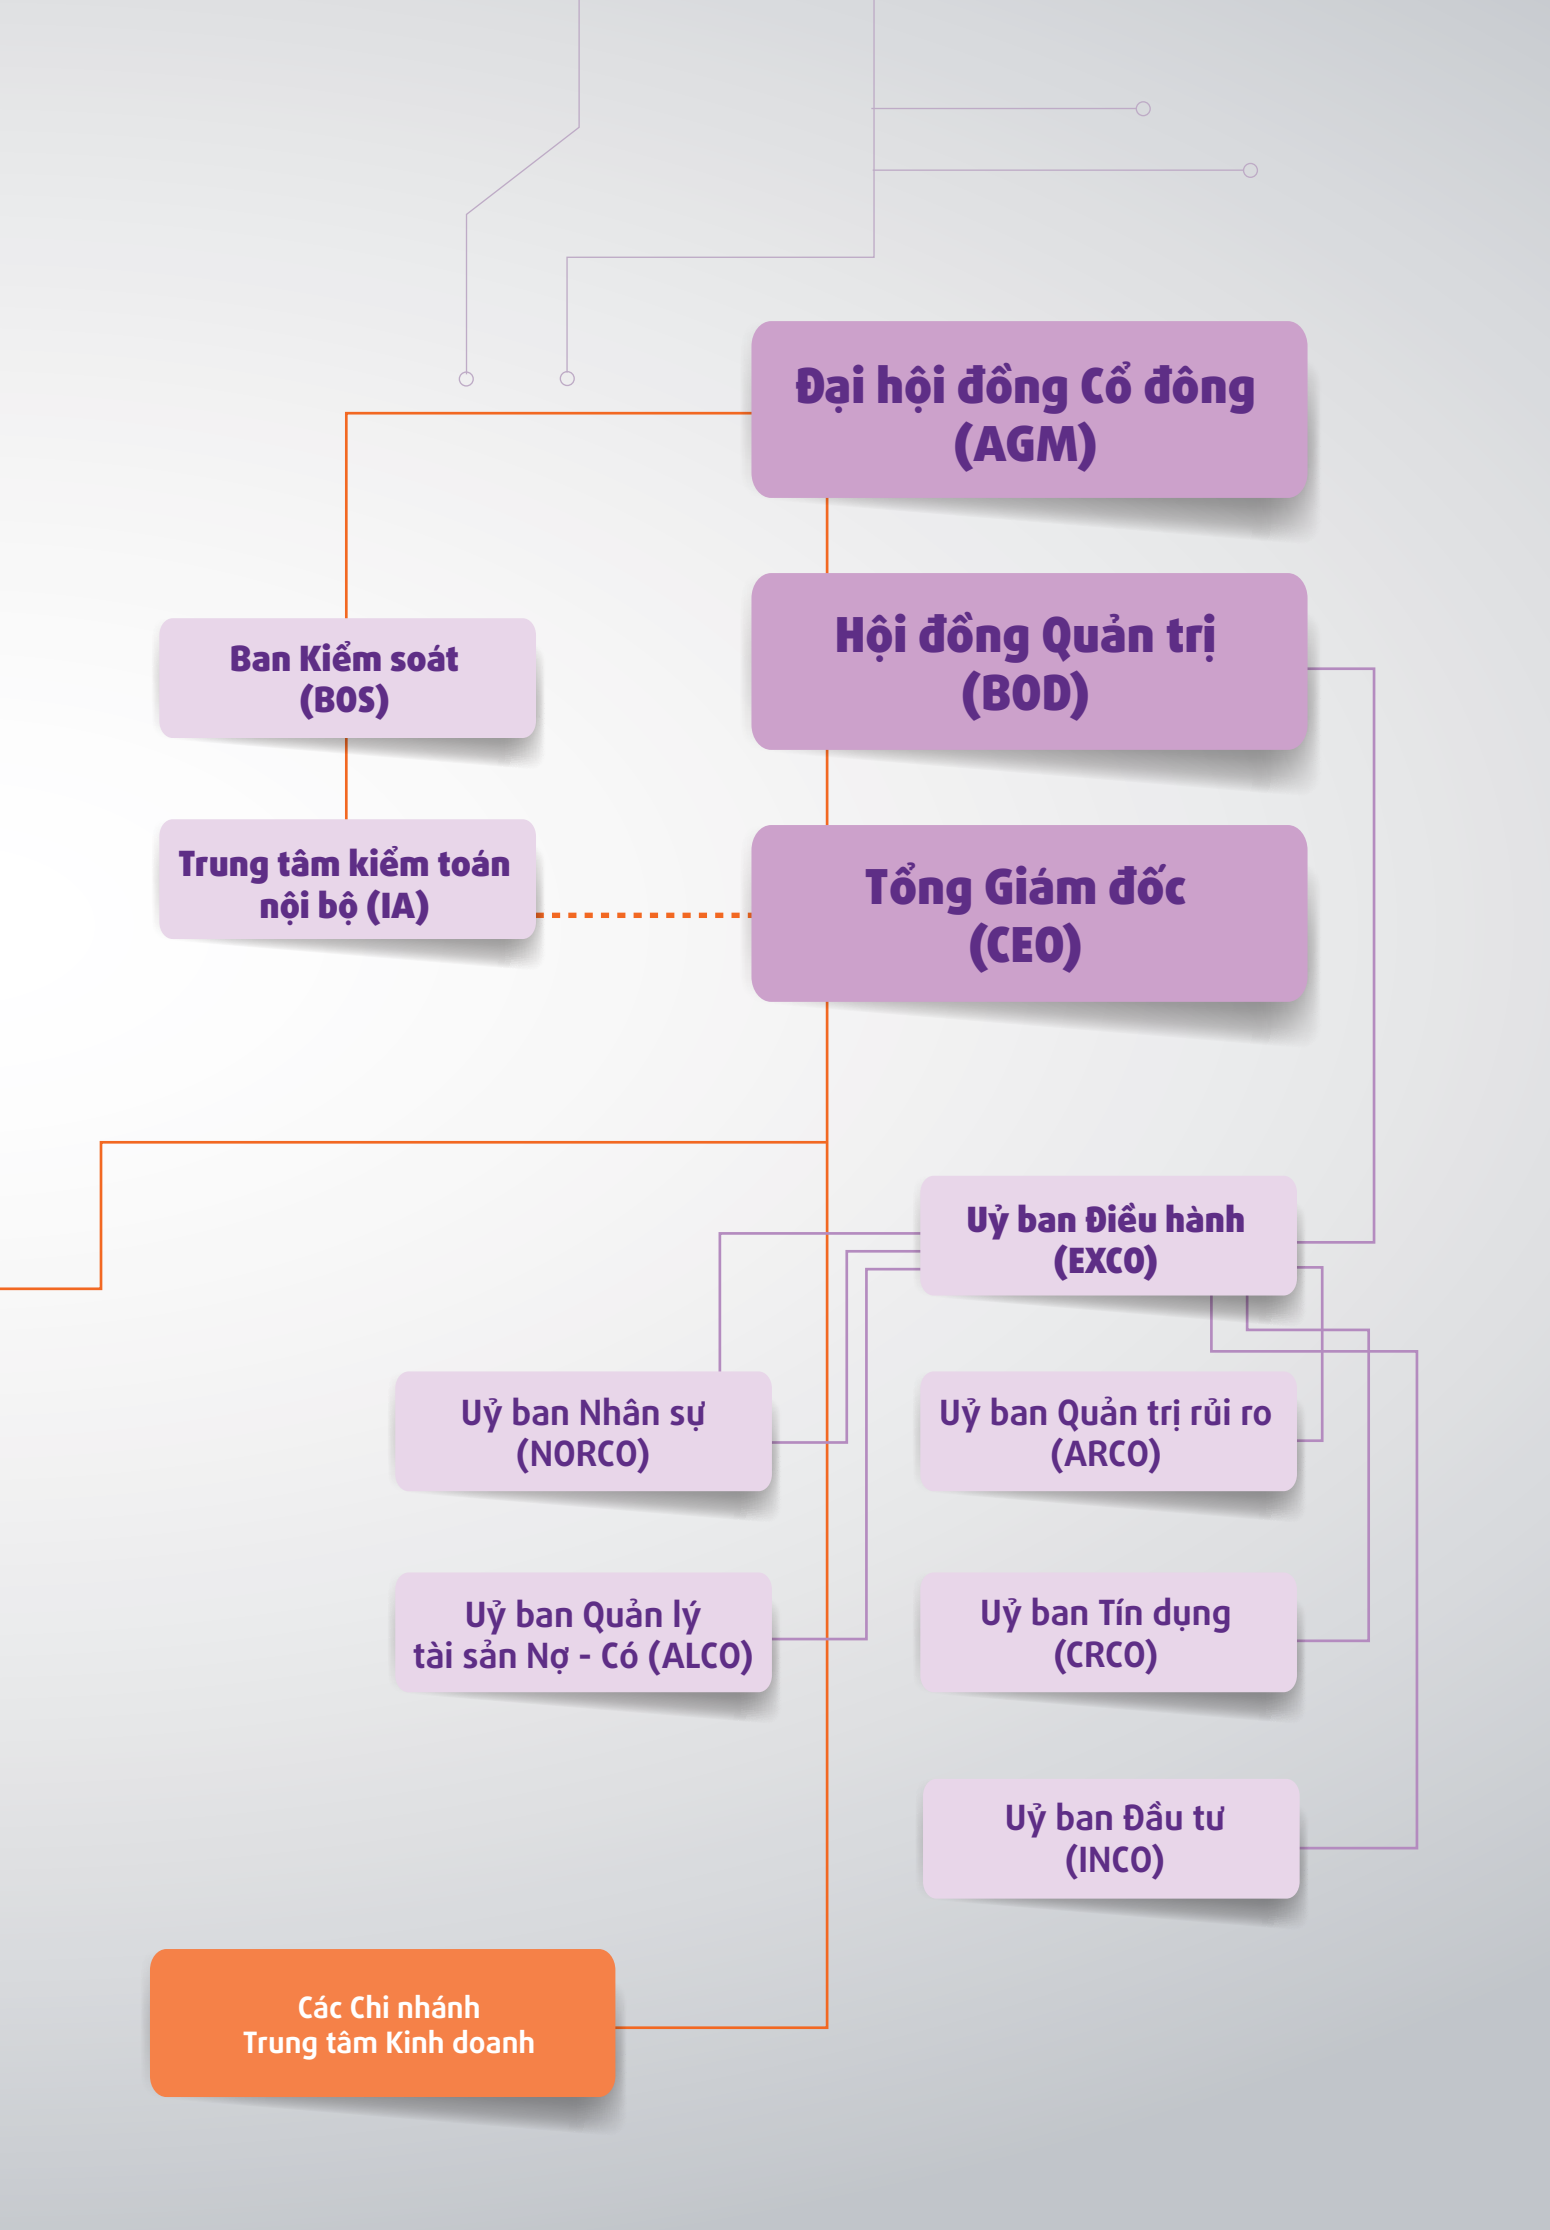 Đại hội đồng Cổ đông
(AGM)
Hội đồng Quản trị
(BOD)
Ban Kiểm soát
(BOS)
Trung tâm kiểm toán
nội bộ (IA)
Tổng Giám đốc
(CEO)
Uỷ ban Điều hành
(EXCO)
Uỷ ban Nhân sự
(NORCO)
Uỷ ban Quản trị rủi ro
(ARCO)
Uỷ ban Quản lý
tài sản Nợ - Có (ALCO)
Uỷ ban Tín dụng
(CRCO)
Uỷ ban Đầu tư
(INCO)
Các Chi nhánh
Trung tâm Kinh doanh